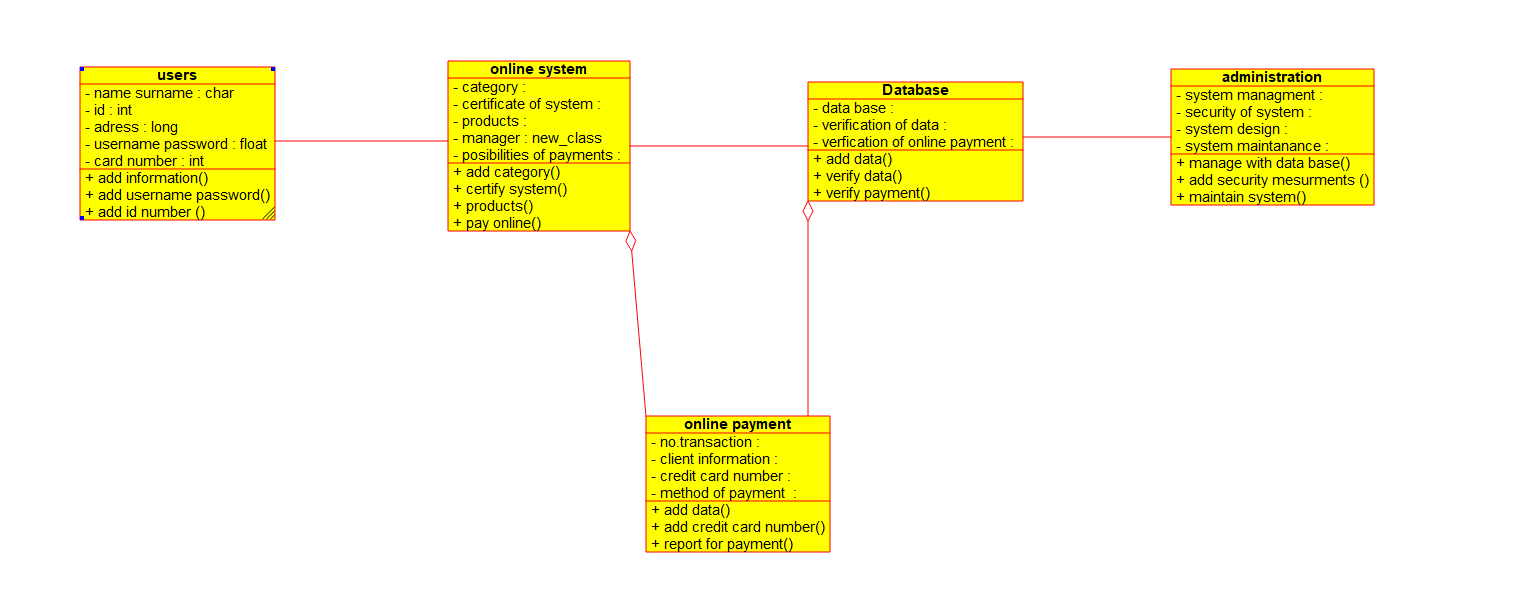 users
- name surname : char
- id : int
- adress : long
- username password : float
- card number : int
+ add information()
+ add username password()
+ add id number ()
online system
- category :
- certificate of system :
- products :
- manager : new_class
- posibilities of payments :
+ add category()
+ certify system()
+ products()
+ pay online()
Database
- data base :
- verification of data :
- verfication of online payment :
+ add data()
+ verify data()
+ verify payment()
administration
- system managment :
- security of system :
- system design :
- system maintanance :
+ manage with data base()
+ add security mesurments ()
+ maintain system()
online payment
- no.transaction :
- client information :
- credit card number :
- method of payment  :
+ add data()
+ add credit card number()
+ report for payment()